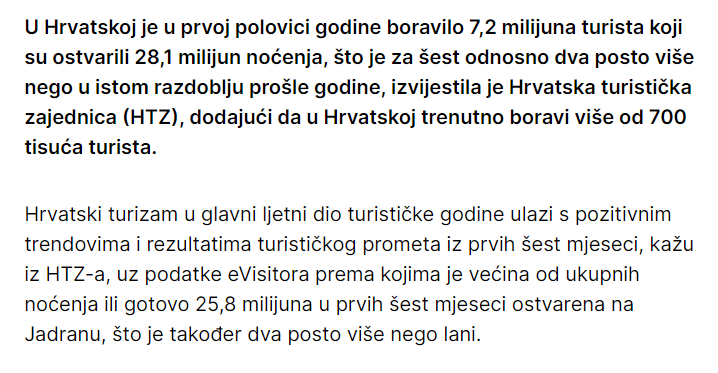 U Hrvatskoj je u prvoj polovici godine boravilo 7,2 milijuna turista koji
su ostvarili 28,1 milijun noćenja, što je za šest odnosno dva posto više
nego u istom razdoblju prošle godine, izvijestila je Hrvatska turistička
zajednica (HTZ), dodajući da u Hrvatskoj trenutno boravi više od 700
tisuća turista.
Hrvatski turizam u glavni ljetni dio turističke godine ulazi s pozitivnim
trendovima i rezultatima turističkog prometa iz prvih šest mjeseci, kažu
iz HTZ-a, uz podatke eVisitora prema kojima je većina od ukupnih
noćenja ili gotovo 25,8 milijuna u prvih šest mjeseci ostvarena na
Jadranu, što je također dva posto više nego lani.